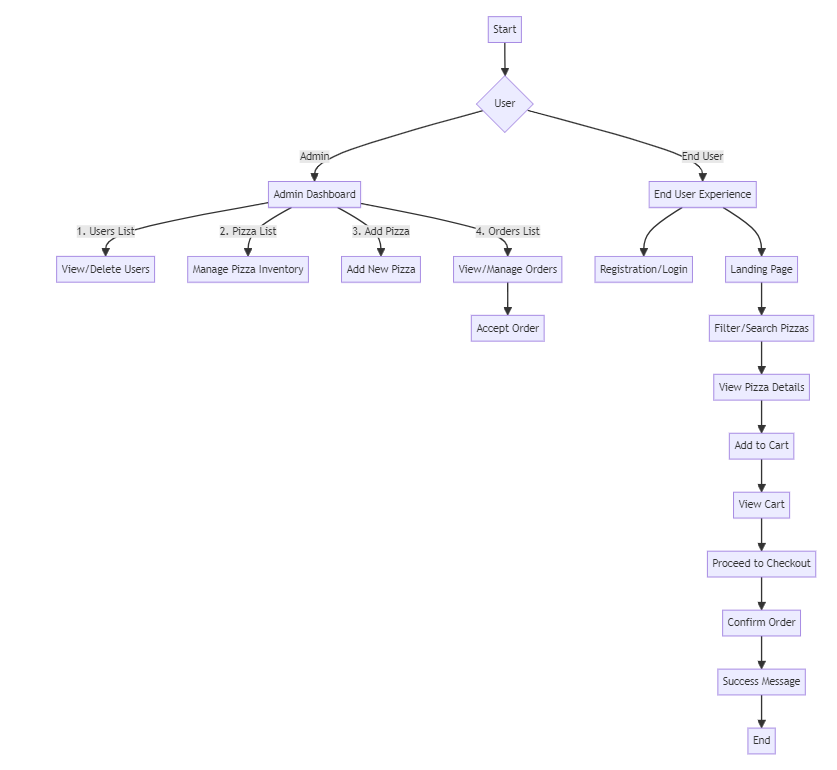 Start
User
Admin
End User
Admin Dashboard
End User Experience
1. Users List
2. Pizza List
3. Add Pizza
4. Orders List
View/Delete Users
Manage Pizza Inventory
Add New Pizza
View/Manage Orders
Registration/Login
Landing Page
Accept Order
Filter/Search Pizzas
View Pizza Details
Add to Cart
View Cart
Proceed to Checkout
Confirm Order
Success Message
End